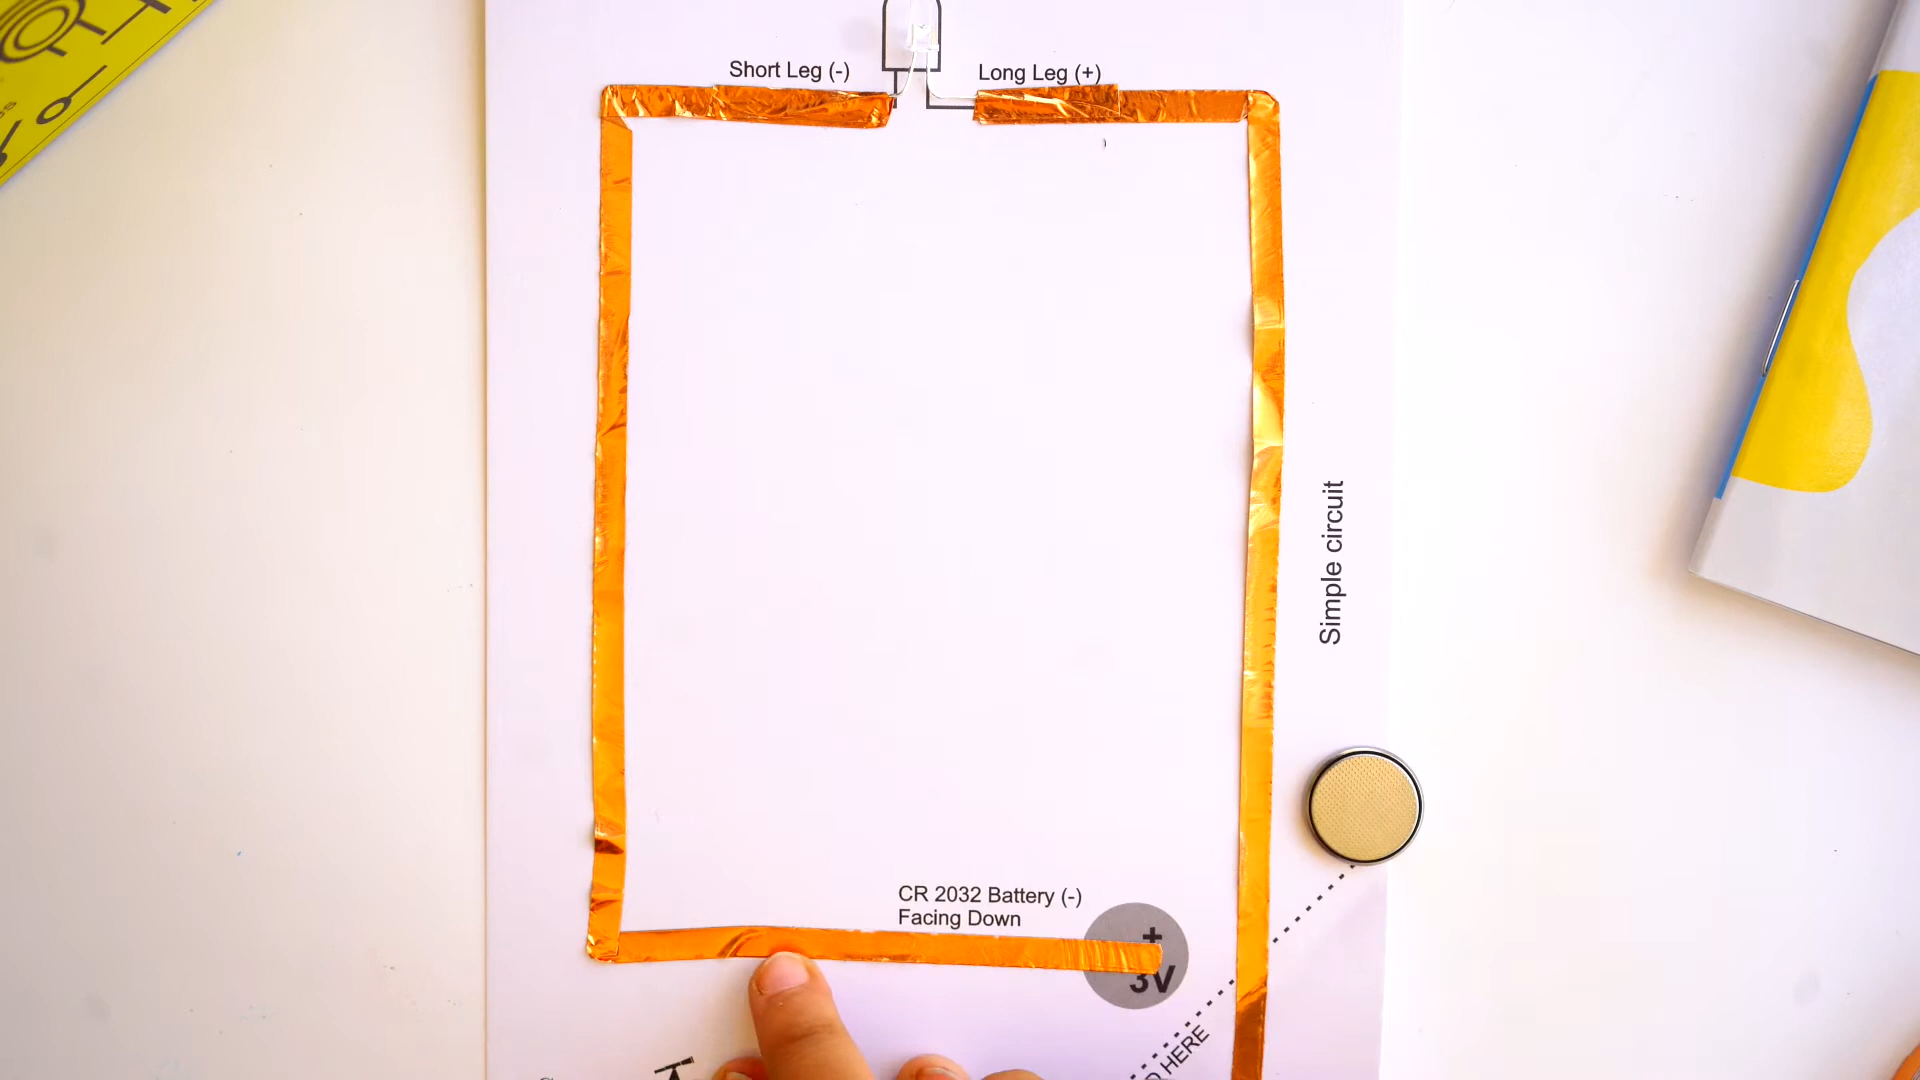 Short Leg (-)
Long Leg (+)
Simple circuit
CR 2032 Battery (-)
Facing Down
+
3V
HERE